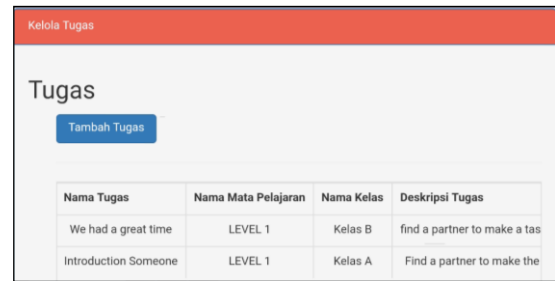 Kelola Tugas
Tugas
Tambah Tugas
Nama Tugas Nama Mata Pelajaran Nama Kelas Deskripsi Tugas
We had a great time LEVEL 1 Kelas B find a partner to make a tas
Introduction Someone LEVEL 1 Kelas A Find a partner to make the